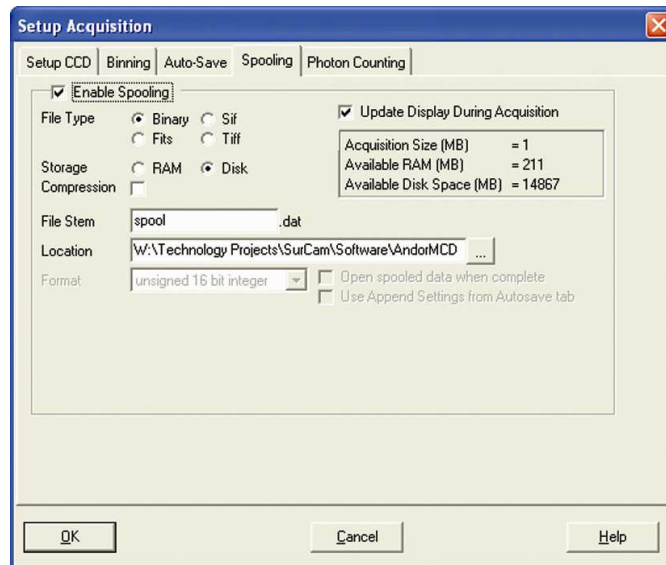 Setup Acquisition
Setup CCD Binning Auto-Save Spooling Photon Counting
Enable Spooling
File Type Binary Sif
Fits Tiff
Update Display During Acquisition
Acquisition Size (MB) = 1
Available RAM (MB) = 211
Available Disk Space (MB) = 14867
Storage RAM Disk
Compression
File Stem spool .dat
Location W:\Technology Projects\SurCam\Software\AndorMCD ...
Format unsigned 16 bit integer Open spooled data when complete
Use Append Settings from Autosave tab
OK Cancel Help